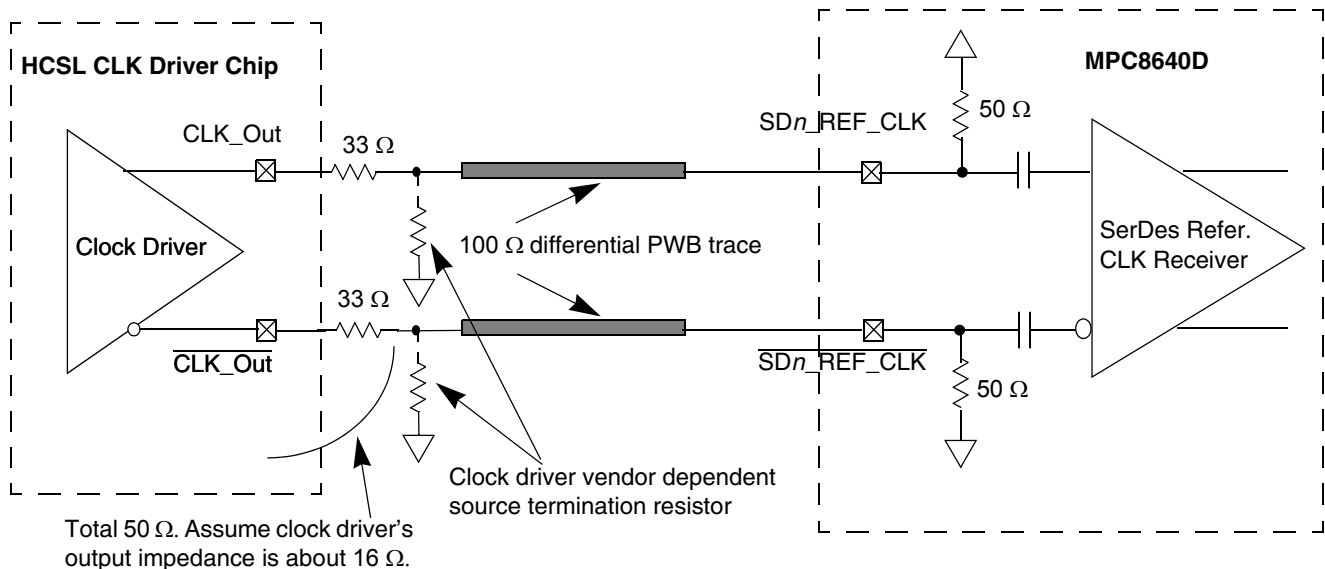 HCSL CLK Driver Chip
MPC8640D
CLK_Out
33 Ω
SDn_REF_CLK
50 Ω
Clock Driver
100 Ω differential PWB trace
SerDes Refer.
CLK Receiver
33 Ω
CLK_Out
SDn_REF_CLK
50 Ω
Clock driver vendor dependent
source termination resistor
Total 50 Ω. Assume clock driver's
output impedance is about 16 Ω.